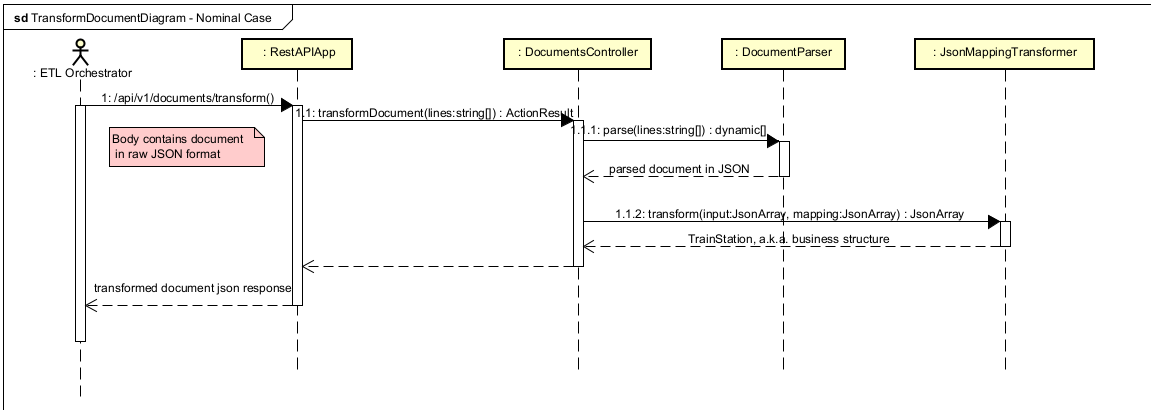 sd TransformDocumentDiagram - Nominal Case
: ETL Orchestrator
: RestAPIApp
: DocumentsController
: DocumentParser
: JsonMappingTransformer
1: /api/v1/documents/transform()
1.1: transformDocument(lines:string[]) : ActionResult
1.1.1: parse(lines:string[]) : dynamic[]
Body contains document
in raw JSON format
parsed document in JSON
1.1.2: transform(input:JsonArray, mapping:JsonArray) : JsonArray
TrainStation, a.k.a. business structure
transformed document json response